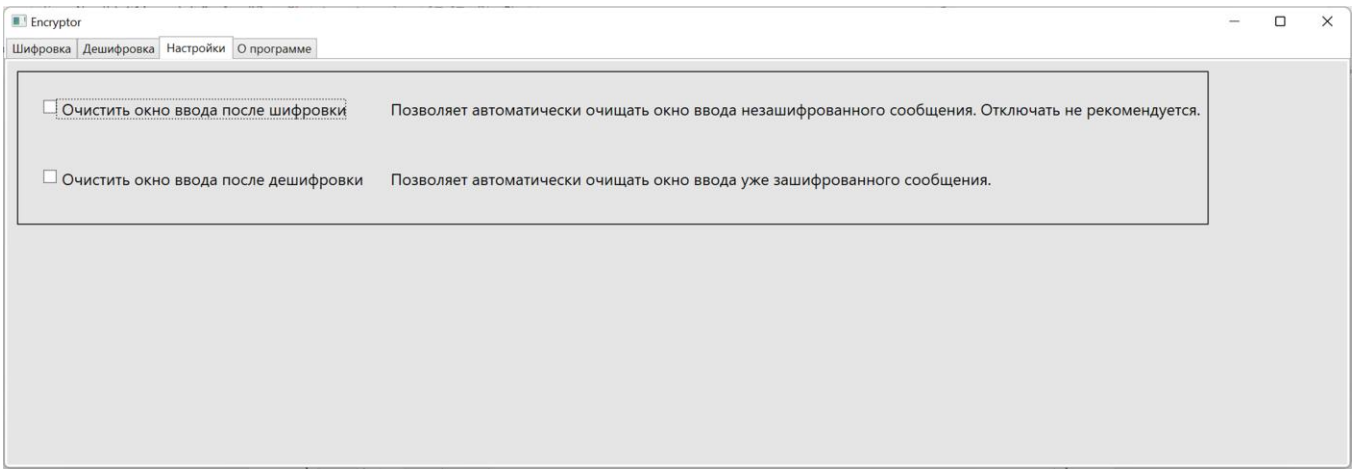 Encryptor
Шифровка Дешифровка Настройки О программе
Очистить окно ввода после шифровки Позволяет автоматически очищать окно ввода незашифрованного сообщения. Отключать не рекомендуется.
Очистить окно ввода после дешифровки Позволяет автоматически очищать окно ввода уже зашифрованного сообщения.